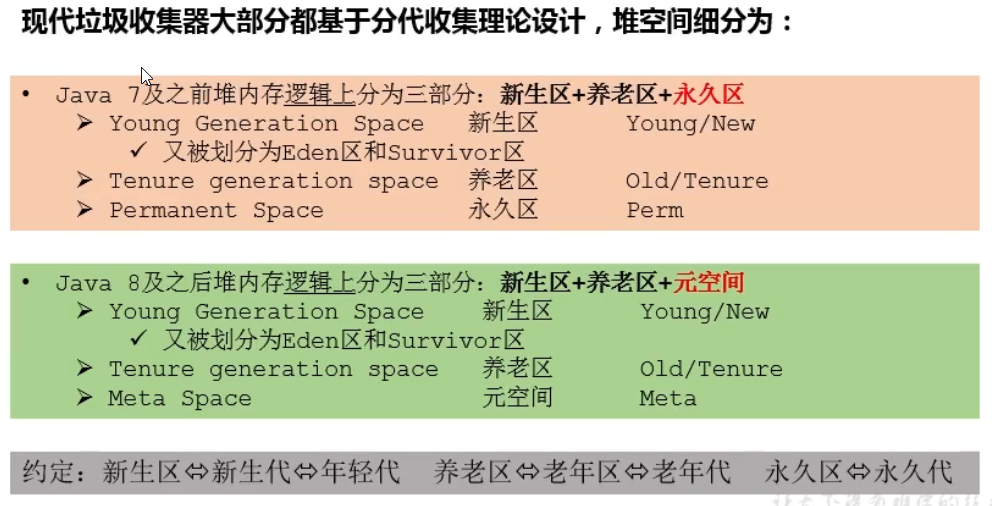 现代垃圾收集器大部分都基于分代收集理论设计，堆空间细分为：
• Java 7及之前堆内存逻辑上分为三部分：新生区+养老区+永久区
➢ Young Generation Space 新生区 Young/New
✓ 又被划分为Eden区和Survivor区
➢ Tenure generation space 养老区 Old/Tenure
➢ Permanent Space 永久区 Perm
• Java 8及之后堆内存逻辑上分为三部分：新生区+养老区+元空间
➢ Young Generation Space 新生区 Young/New
✓ 又被划分为Eden区和Survivor区
➢ Tenure generation space 养老区 Old/Tenure
➢ Meta Space 元空间 Meta
约定：新生区⇔新生代⇔年轻代 养老区⇔老年区⇔老年代 永久区⇔永久代